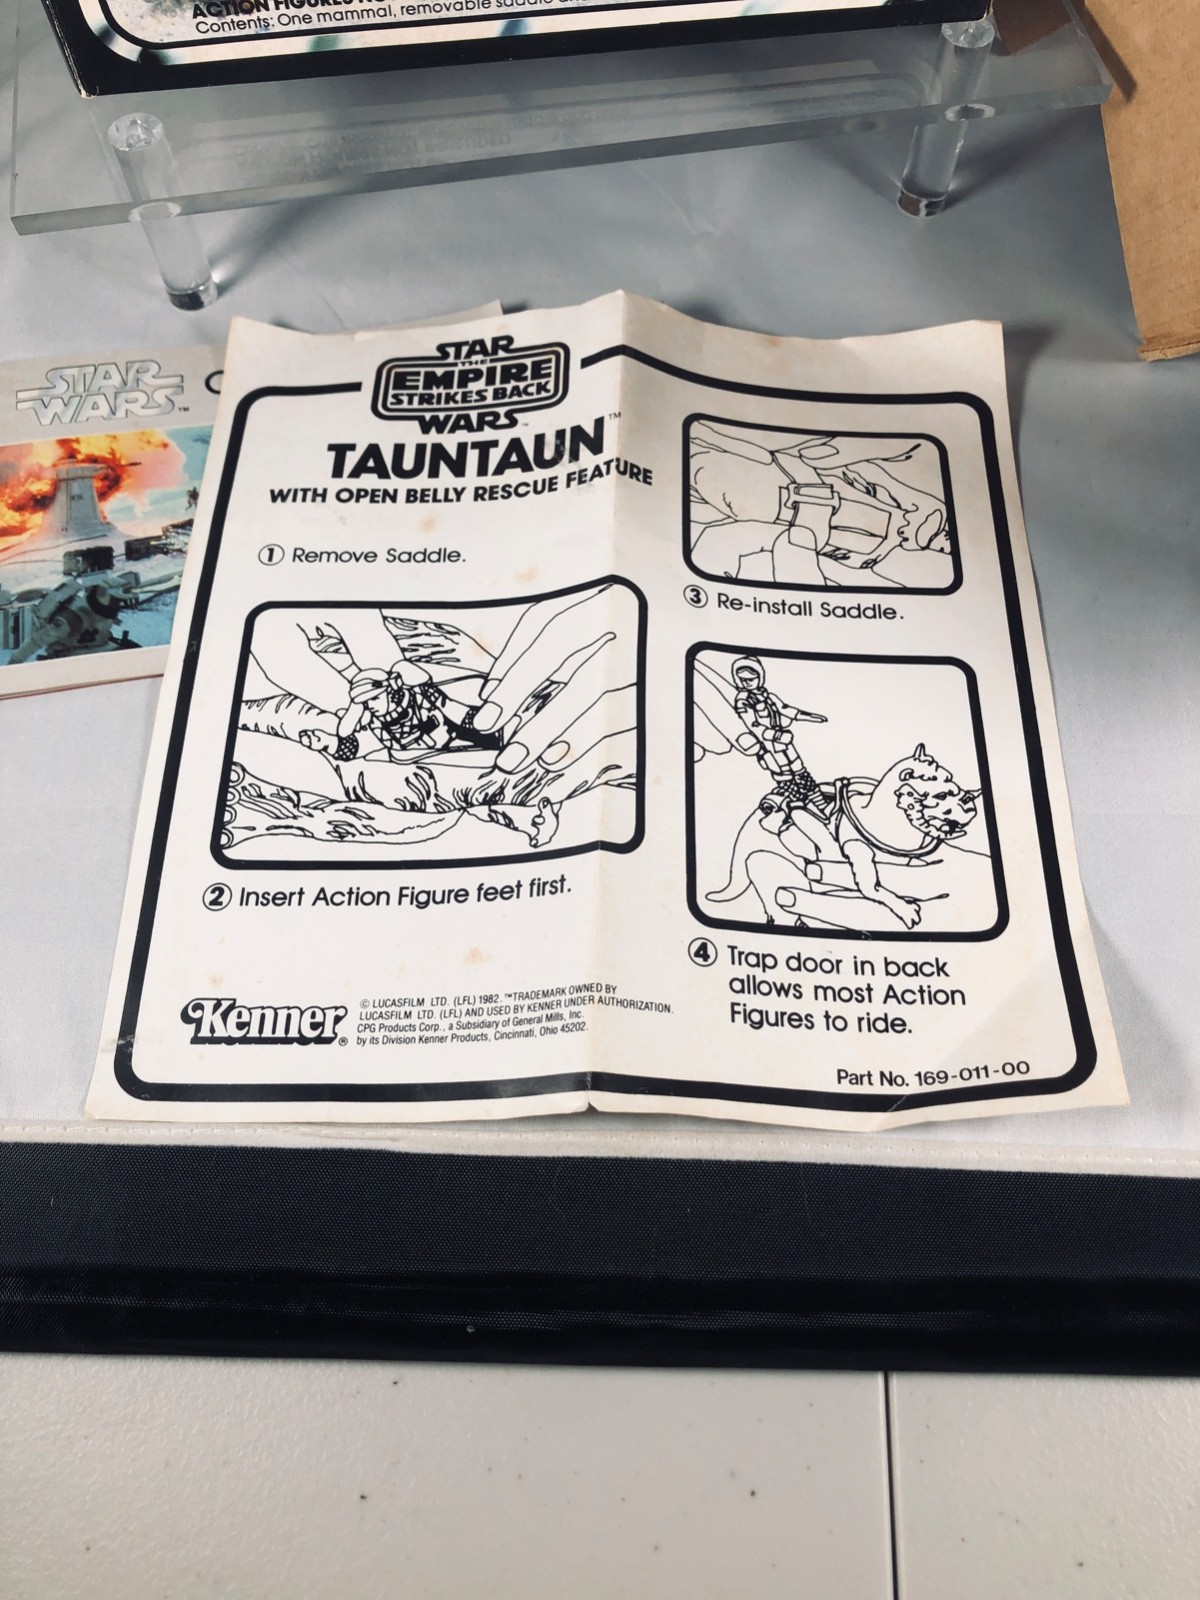 ACTION FIGURES
Contents: One mammal, removable saddle
STAR
WARS™
STAR
THE
EMPIRE
STRIKES BACK
WARS™
TAUNTAUN™
WITH OPEN BELLY RESCUE FEATURE
1 Remove Saddle.
2 Insert Action Figure feet first.
3 Re-install Saddle.
4 Trap door in back
allows most Action
Figures to ride.
Kenner®
© LUCASFILM LTD. (LFL) 1982. ™TRADEMARK OWNED BY
LUCASFILM LTD. (LFL) AND USED BY KENNER UNDER AUTHORIZATION.
CPG Products Corp., a Subsidiary of General Mills, Inc.
by its Division Kenner Products, Cincinnati, Ohio 45202.
Part No. 169-011-00